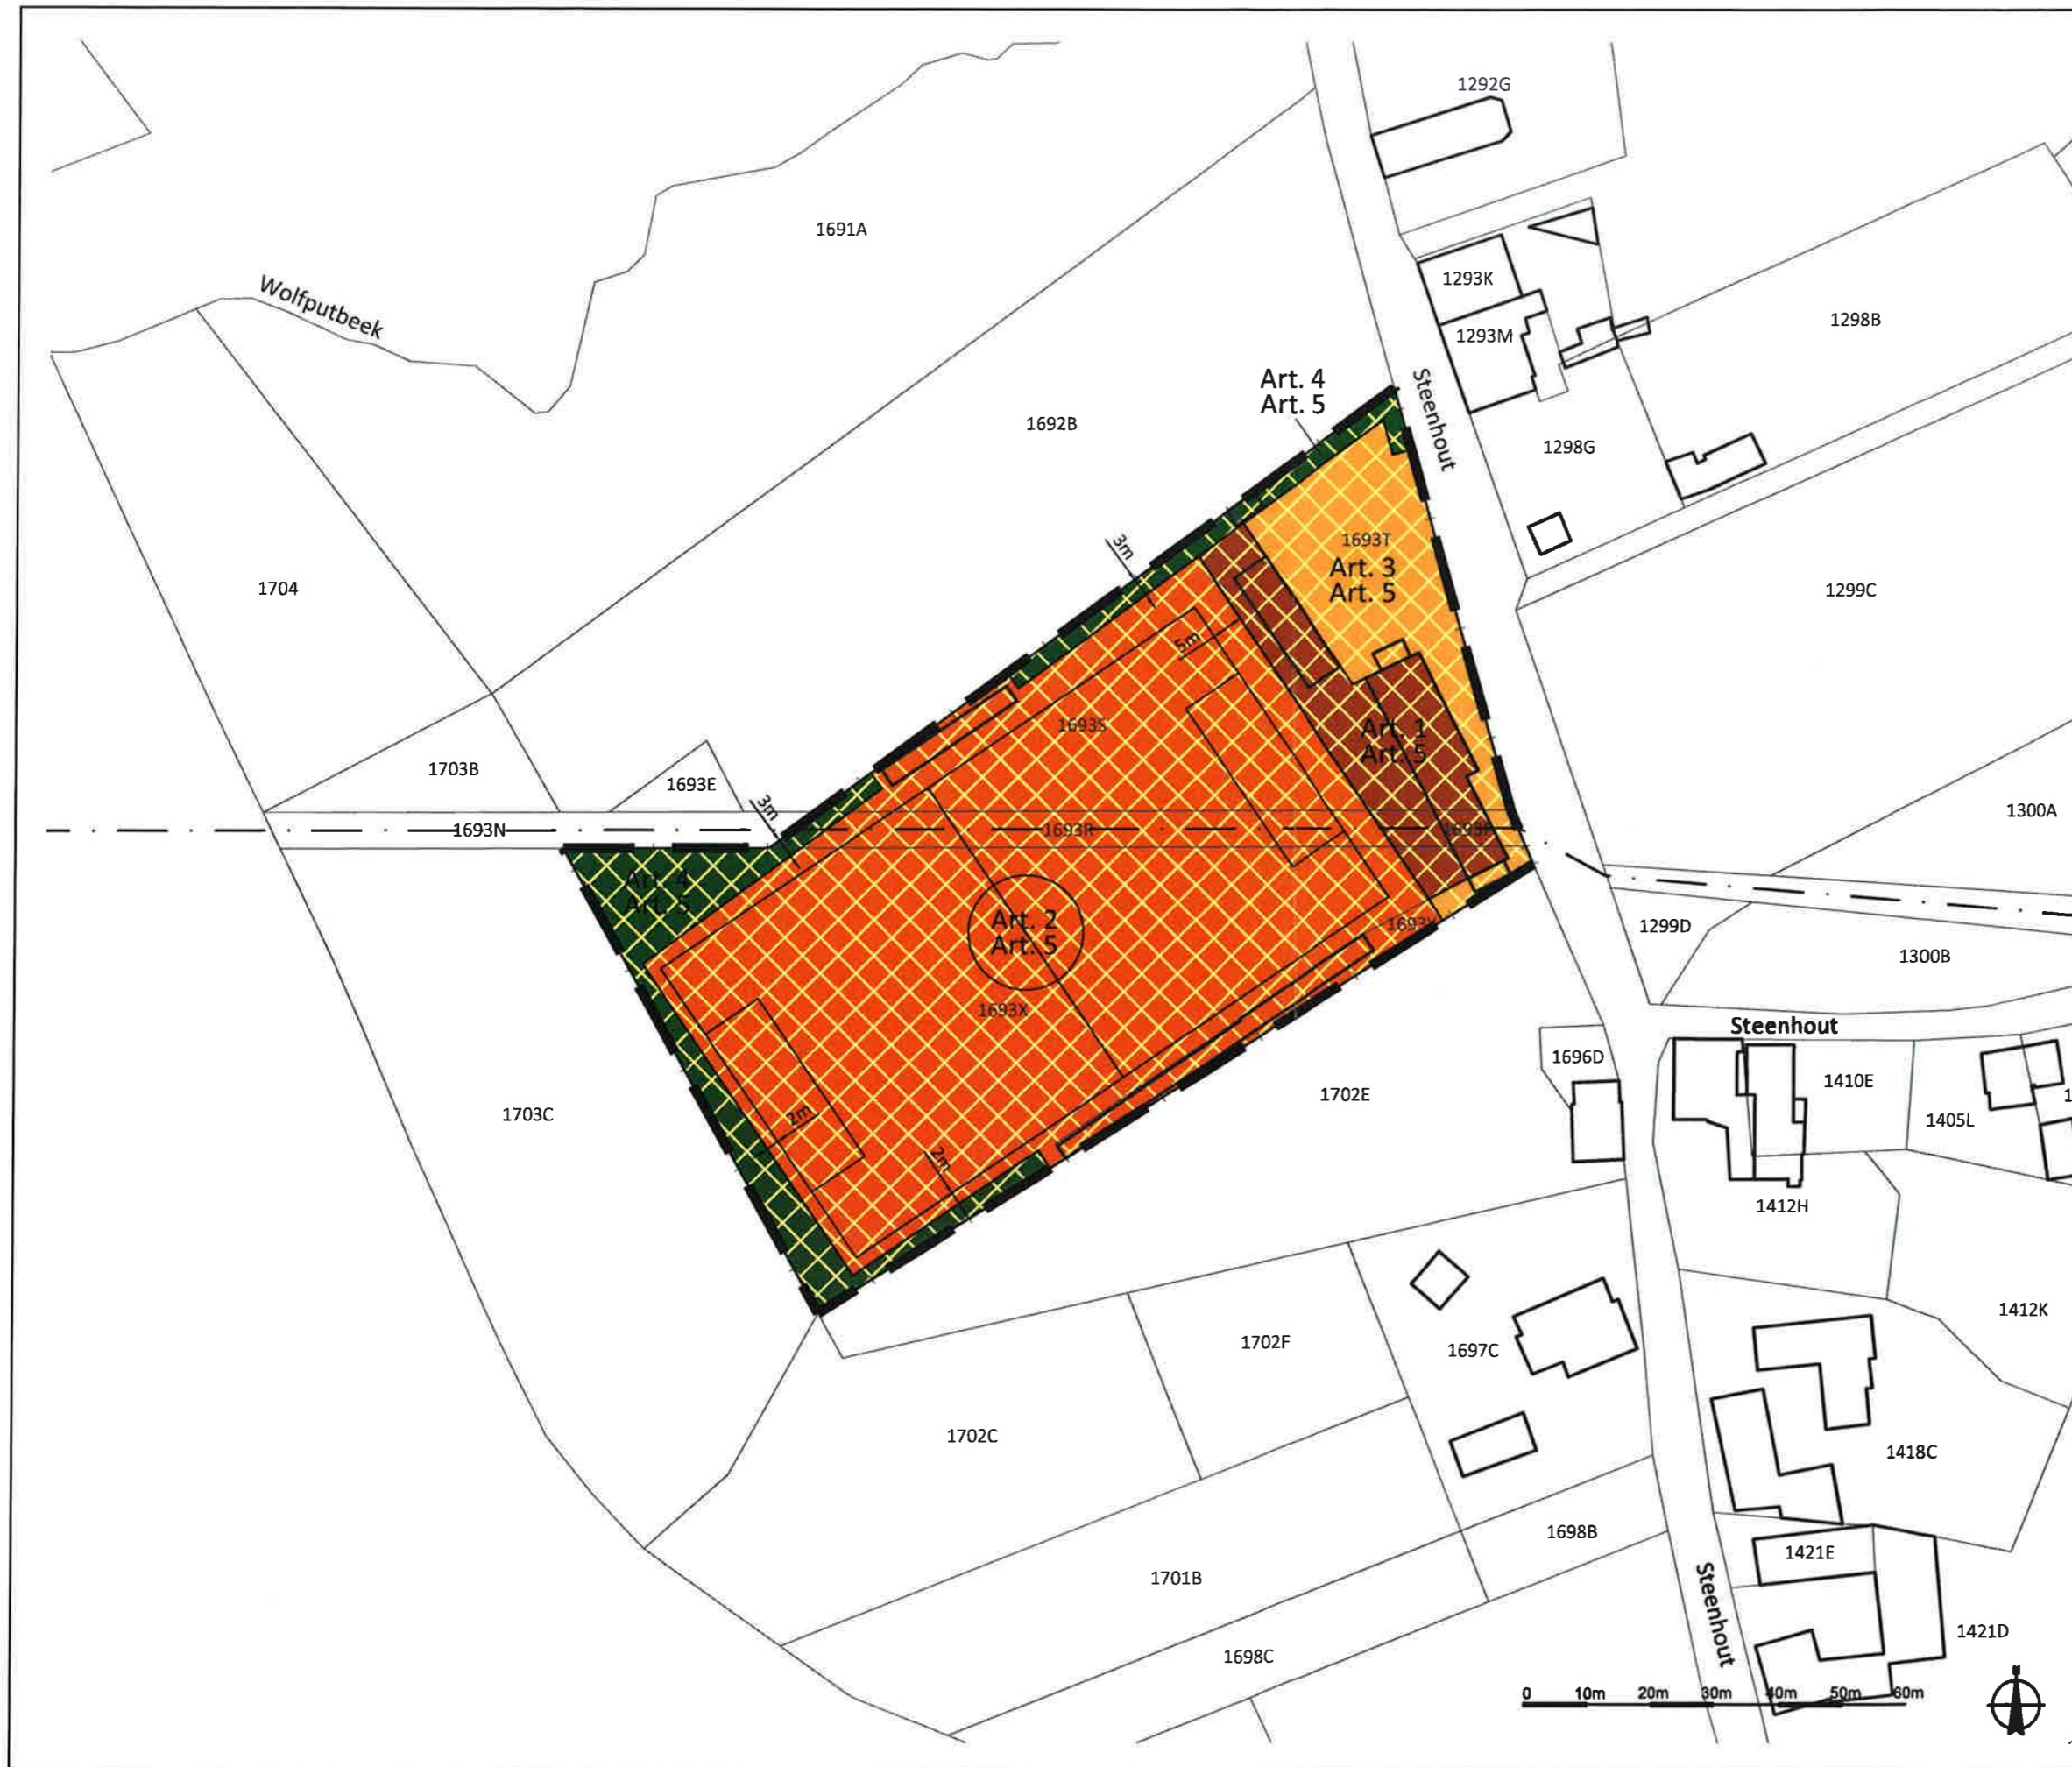 1292G
1691A
1293K
Wolfputbeek
1298B
1293M
Art. 4
Art. 5
Steenhout
1692B
1298G
1693T
3m
Art. 3
Art. 5
1704
1299C
5m
1693S
Art. 1
Art. 5
1703B
1693E
3m
1300A
1693N
1693R
Art. 4
Art. 5
Art. 2
Art. 5
1299D
1300B
1693X
Steenhout
1696D
1410E
1702E
1703C
2m
1405L
2m
1412H
1412K
1702F
1697C
1702C
1418C
1698B
1421E
1701B
Steenhout
1421D
1698C
N
0 10m 20m 30m 40m 50m 60m